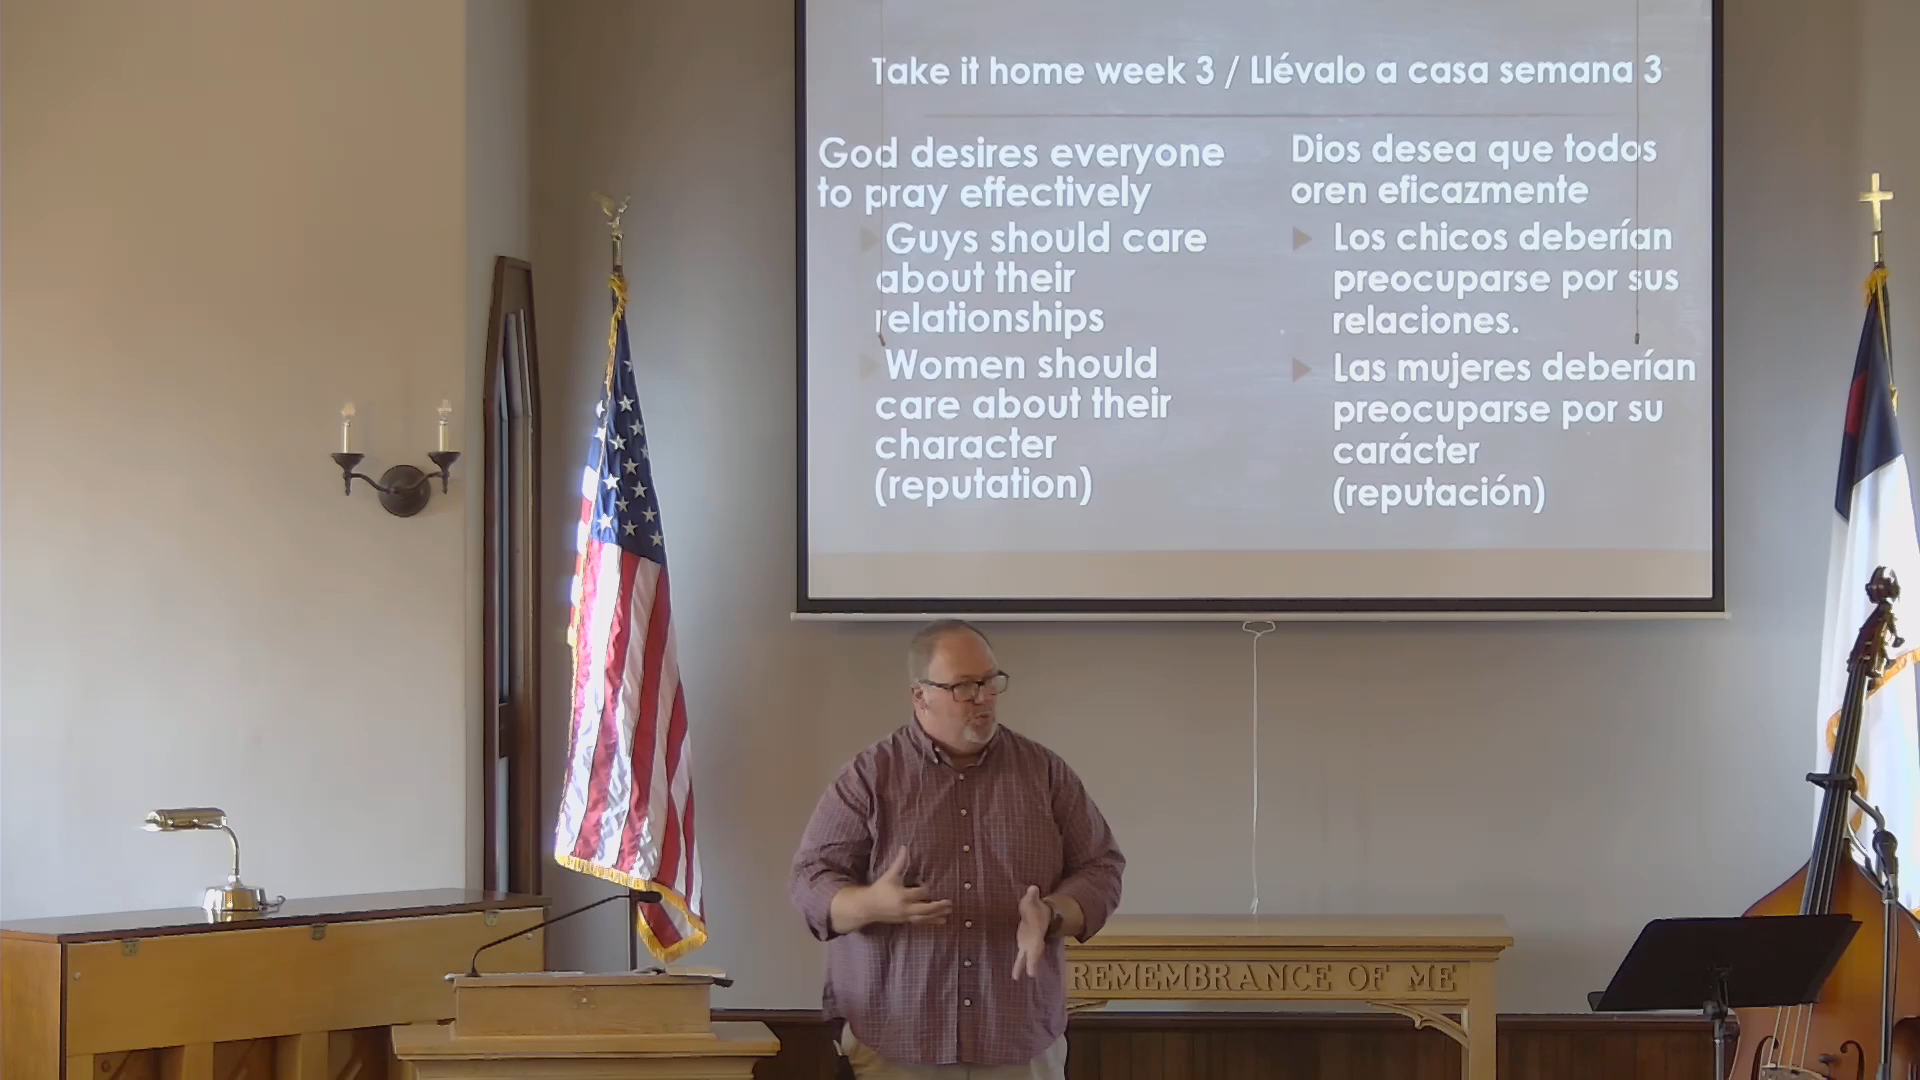 Take it home week 3 / Llévalo a casa semana 3
God desires everyone
to pray effectively
Guys should care
about their
relationships
Women should
care about their
character
(reputation)
Dios desea que todos
oren eficazmente
Los chicos deberían
preocuparse por sus
relaciones.
Las mujeres deberían
preocuparse por su
carácter
(reputación)
REMEMBRANCE OF ME